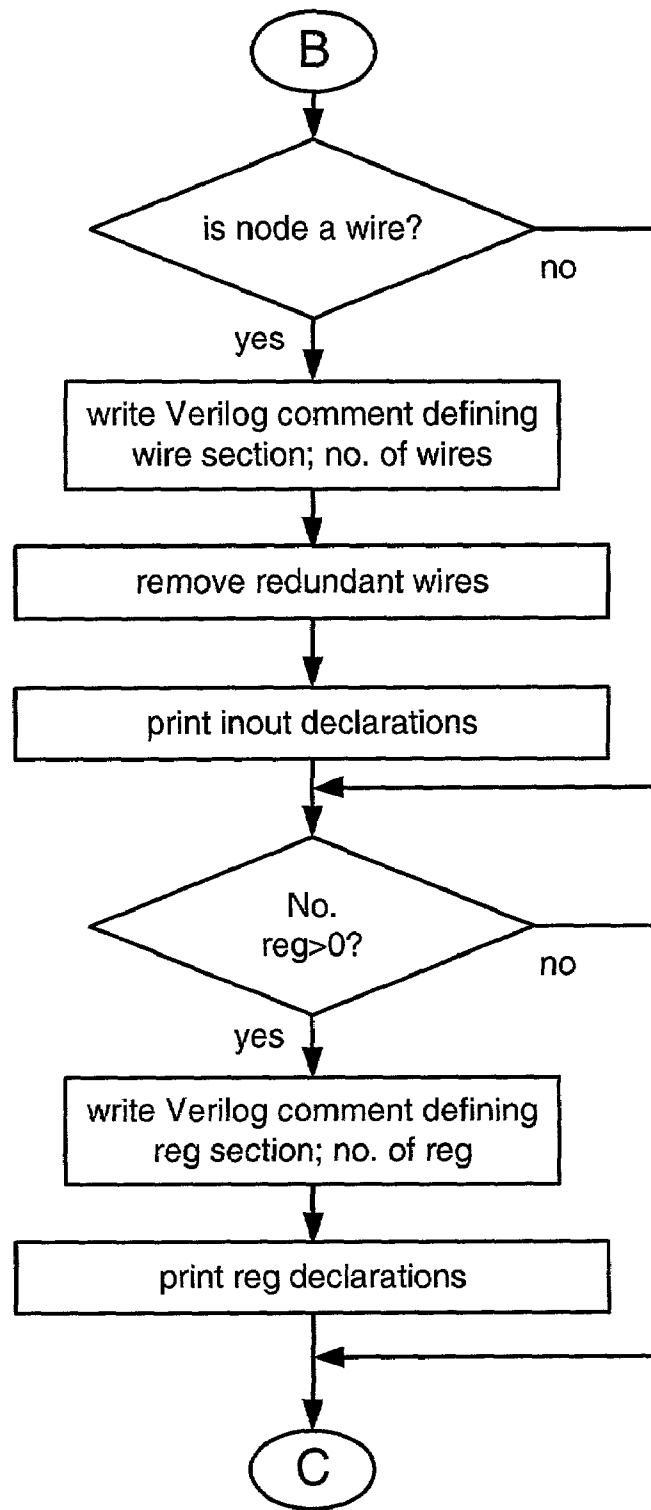 B
is node a wire?
no
yes
write Verilog comment defining
wire section; no. of wires
remove redundant wires
print inout declarations
No.
reg>0?
no
yes
write Verilog comment defining
reg section; no. of reg
print reg declarations
C